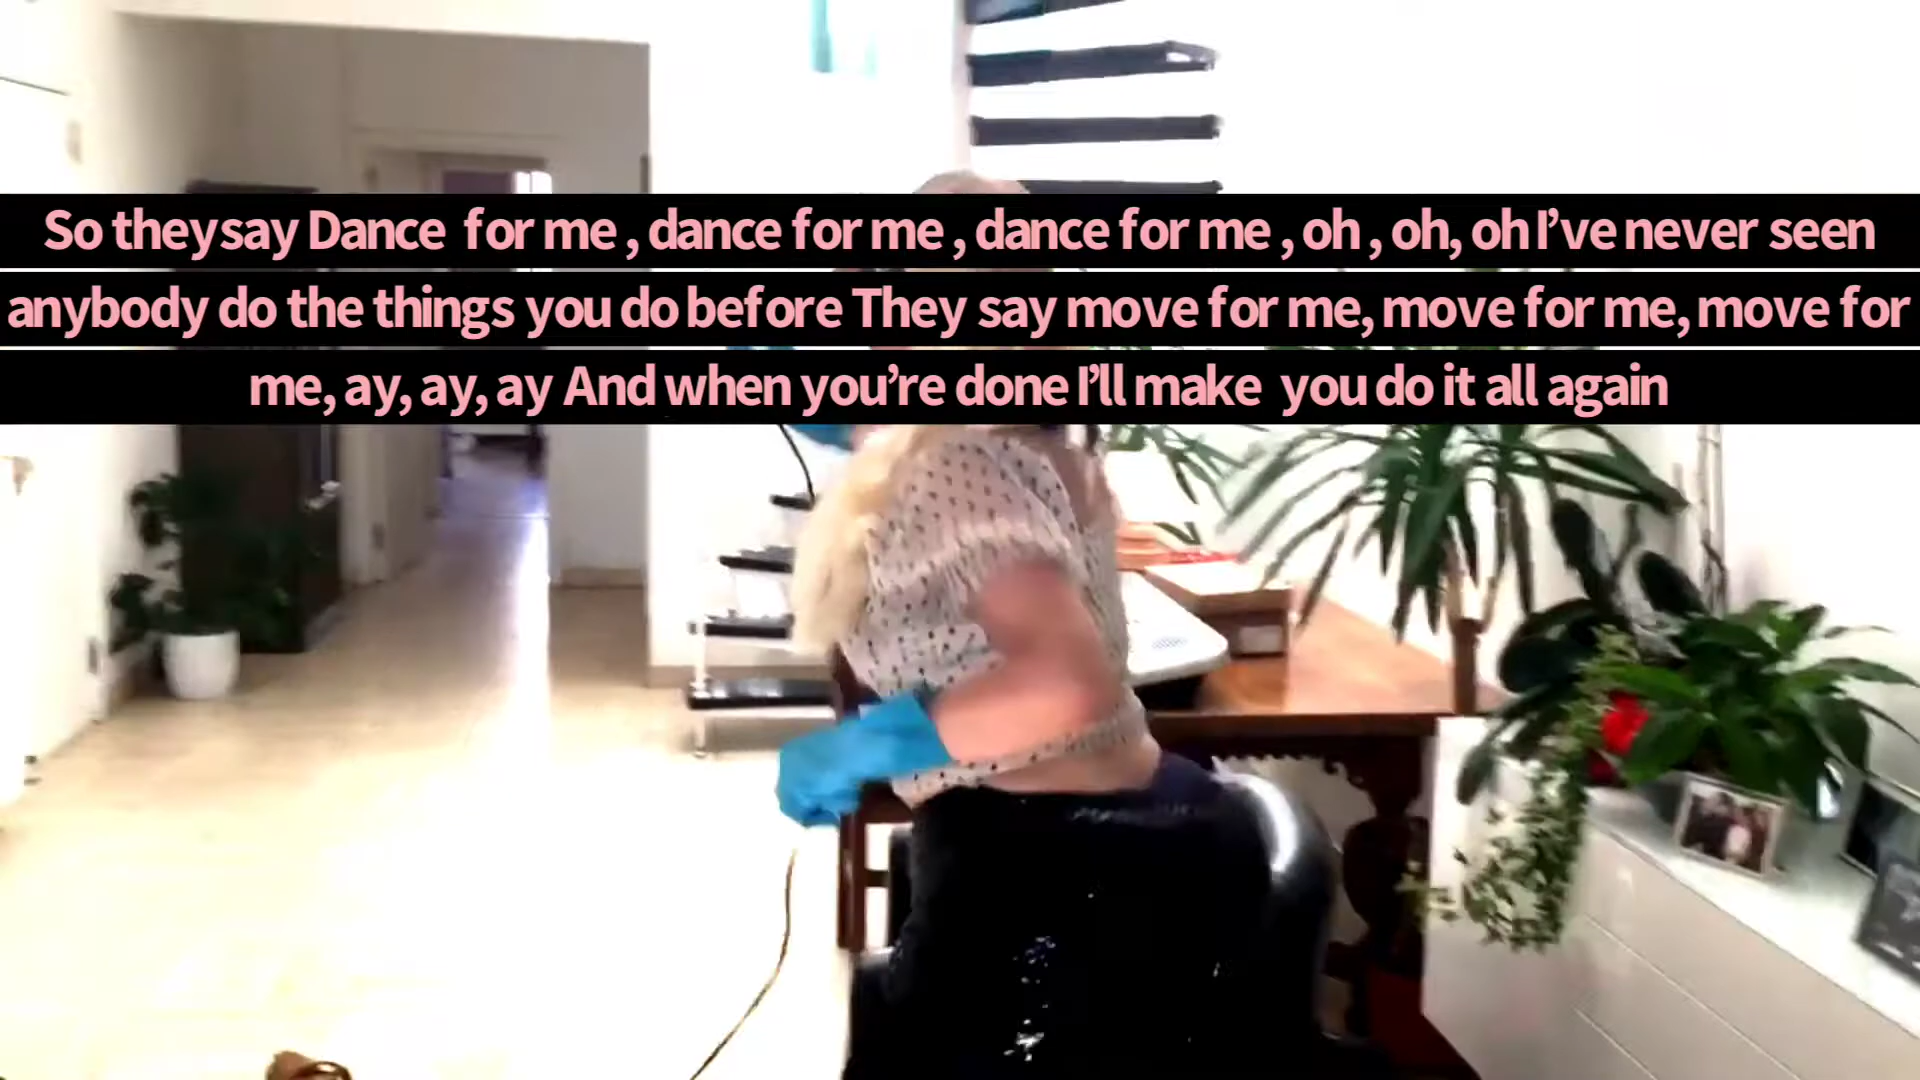 So they say Dance for me, dance for me, dance for me, oh, oh, oh I’ve never seen
anybody do the things you do before They say move for me, move for me, move for
me, ay, ay, ay And when you’re done I’ll make you do it all again